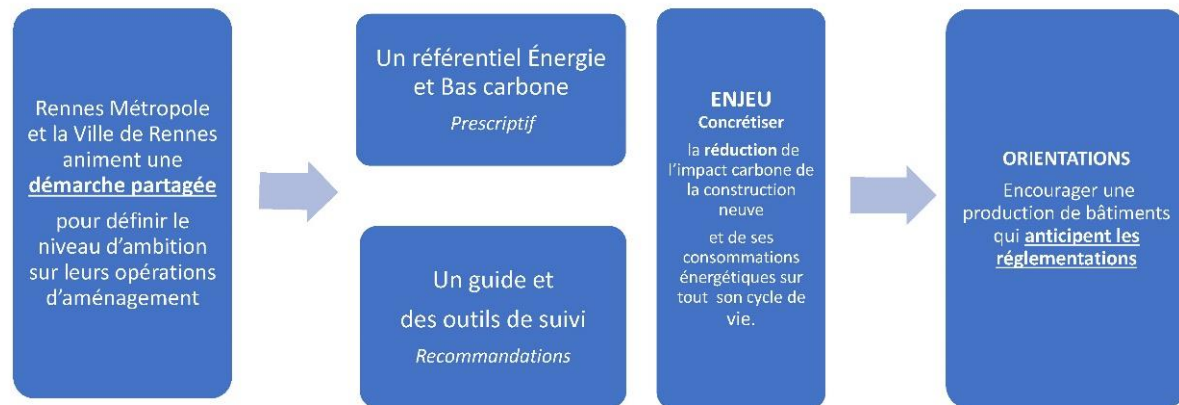 Rennes Métropole
et la Ville de Rennes
animent une
démarche partagée
pour définir le
niveau d'ambition
sur leurs opérations
d'aménagement
Un référentiel Énergie
et Bas carbone
Prescriptif
Un guide et
des outils de suivi
Recommandations
ENJEU
Concrétiser
la réduction de
l'impact carbone de
la construction
neuve
et de ses
consommations
énergétiques sur
tout son cycle de
vie.
ORIENTATIONS
Encourager une
production de bâtiments
qui anticipent les
réglementations